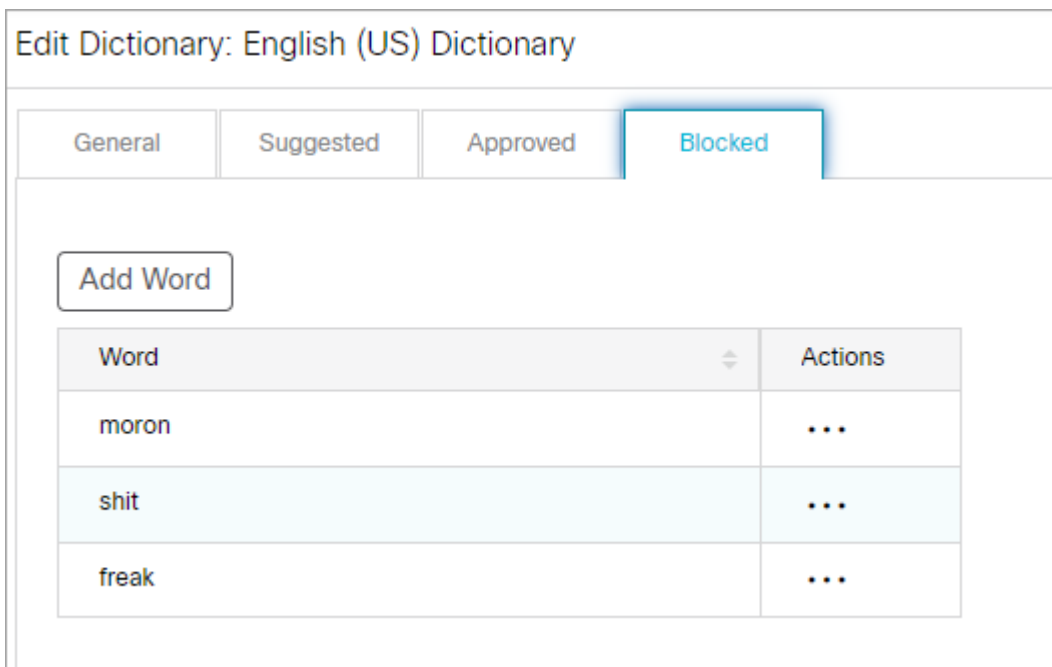 Edit Dictionary: English (US) Dictionary
General Suggested Approved Blocked
Add Word
Word Actions
moron ...
shit ...
freak ...